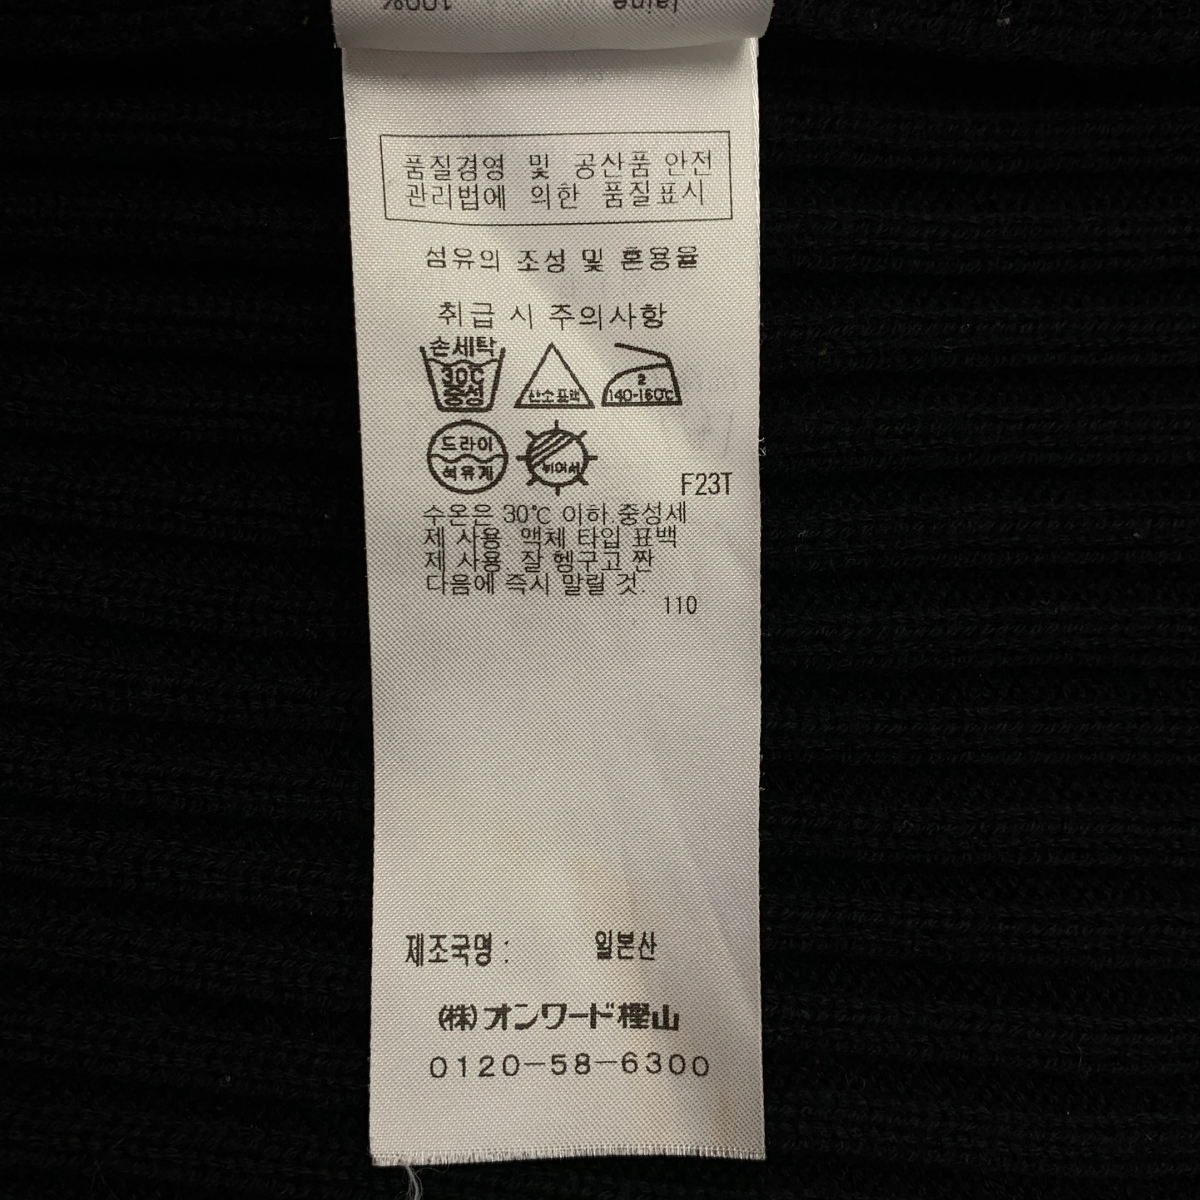 laine 100%
품질경영 및 공산품 안전
관리법에 의한 품질표시
섬유의 조성 및 혼용율
취급 시 주의사항
손세탁
30℃
중성
산소표백
2
140-160℃
드라이
석유계
뉘어서
F23T
수온은 30℃ 이하.중성세
제 사용. 액체 타입 표백
제 사용. 잘 헹구고 짠
다음에 즉시 말릴 것.
110
제조국명 : 일본산
(株)オンワード樫山
0120-58-6300